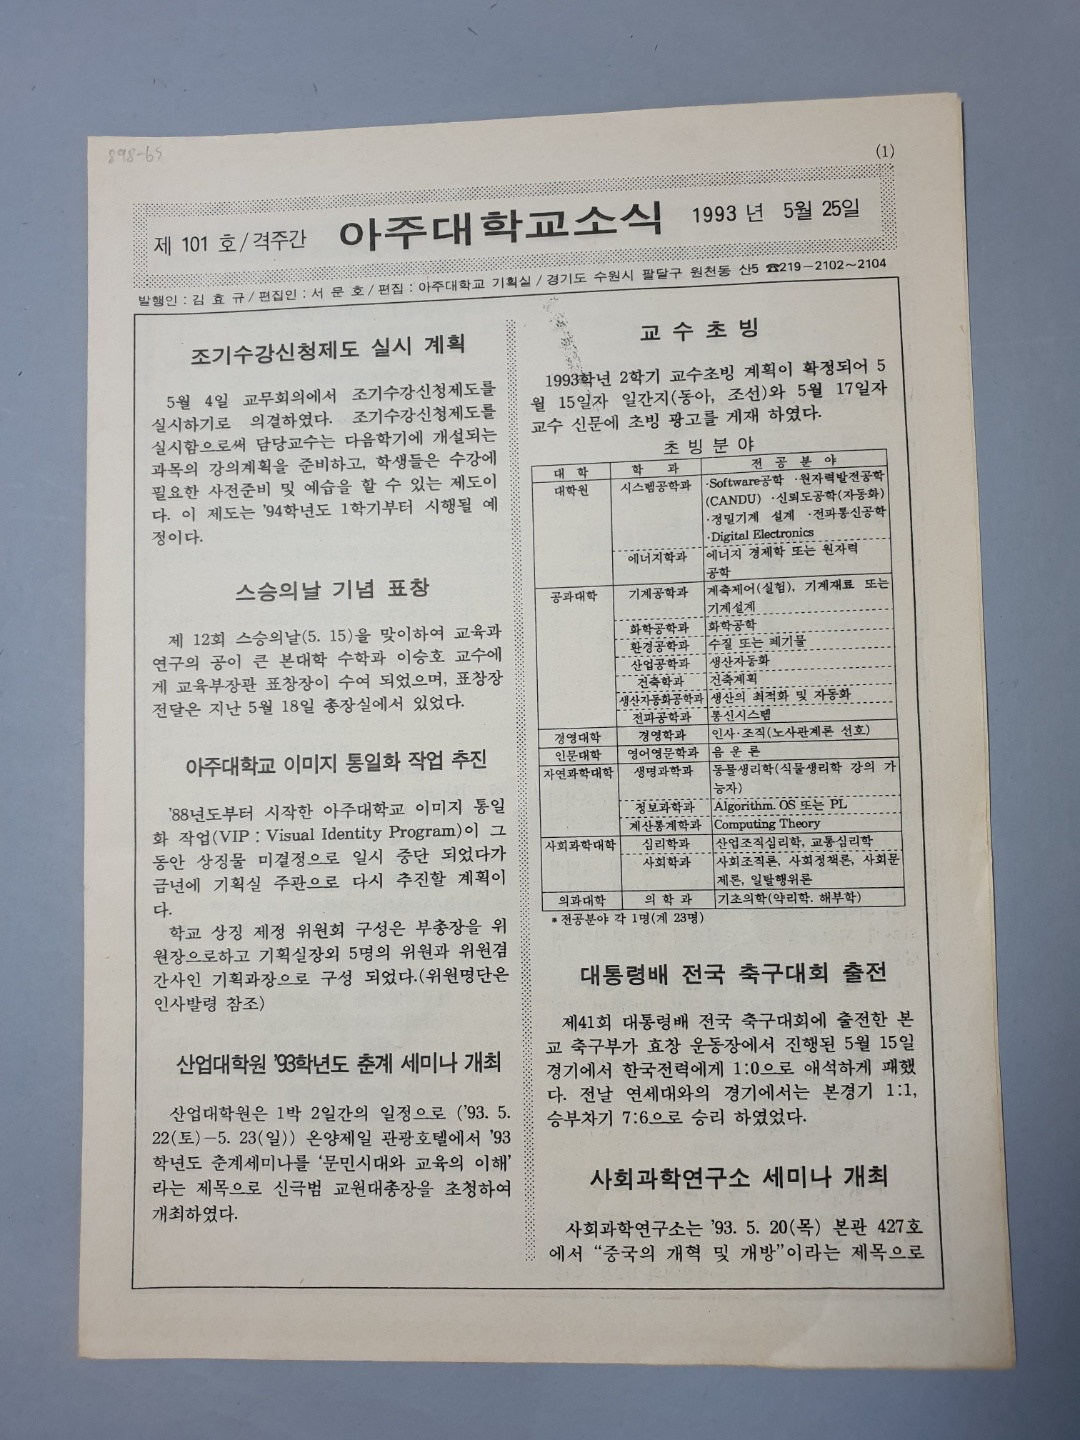 898-65
(1)
제 101 호/격주간 아주대학교소식 1993년 5월 25일
발행인 : 김 효 규/편집인 : 서 문 호/편집 : 아주대학교 기획실/경기도 수원시 팔달구 원천동 산5 ☎219-2102~2104
조기수강신청제도 실시 계획
5월 4일 교무회의에서 조기수강신청제도를
실시하기로 의결하였다. 조기수강신청제도를
실시함으로써 담당교수는 다음학기에 개설되는
과목의 강의계획을 준비하고, 학생들은 수강에
필요한 사전준비 및 예습을 할 수 있는 제도이
다. 이 제도는 '94학년도 1학기부터 시행될 예
정이다.
스승의날 기념 표창
제 12회 스승의날(5. 15)을 맞이하여 교육과
연구의 공이 큰 본대학 수학과 이승호 교수에
게 교육부장관 표창장이 수여 되었으며, 표창장
전달은 지난 5월 18일 총장실에서 있었다.
아주대학교 이미지 통일화 작업 추진
'88년도부터 시작한 아주대학교 이미지 통일
화 작업(VIP : Visual Identity Program)이 그
동안 상징물 미결정으로 일시 중단 되었다가
금년에 기획실 주관으로 다시 추진할 계획이
다.
학교 상징 제정 위원회 구성은 부총장을 위
원장으로하고 기획실장외 5명의 위원과 위원겸
간사인 기획과장으로 구성 되었다.(위원명단은
인사발령 참조)
산업대학원 '93학년도 춘계 세미나 개최
산업대학원은 1박 2일간의 일정으로 ('93. 5.
22(토)-5. 23(일)) 온양제일 관광호텔에서 '93
학년도 춘계세미나를 '문민시대와 교육의 이해'
라는 제목으로 신극범 교원대총장을 초청하여
개최하였다.
교 수 초 빙
1993학년 2학기 교수초빙 계획이 확정되어 5
월 15일자 일간지(동아, 조선)와 5월 17일자
교수 신문에 초빙 광고를 게재 하였다.
초 빙 분 야
대 학 학 과 전 공 분 야
대학원 시스템공학과 ·Software공학 ·원자력발전공학
(CANDU) ·신뢰도공학(자동화)
·정밀기계 설계 ·전파통신공학
·Digital Electronics
에너지학과 에너지 경제학 또는 원자력
공학
공과대학 기계공학과 계측제어(실험), 기계재료 또는
기계설계
화학공학과 화학공학
환경공학과 수질 또는 폐기물
산업공학과 생산자동화
건축학과 건축계획
생산자동화공학과 생산의 최적화 및 자동화
전파공학과 통신시스템
경영대학 경영학과 인사·조직(노사관계론 선호)
인문대학 영어영문학과 음 운 론
자연과학대학 생명과학과 동물생리학(식물생리학 강의 가
능자)
정보과학과 Algorithm. OS 또는 PL
계산통계학과 Computing Theory
사회과학대학 심리학과 산업조직심리학, 교통심리학
사회학과 사회조직론, 사회정책론, 사회문
제론, 일탈행위론
의과대학 의 학 과 기초의학(약리학. 해부학)
* 전공분야 각 1명(계 23명)
대통령배 전국 축구대회 출전
제41회 대통령배 전국 축구대회에 출전한 본
교 축구부가 효창 운동장에서 진행된 5월 15일
경기에서 한국전력에게 1:0으로 애석하게 패했
다. 전날 연세대와의 경기에서는 본경기 1:1,
승부차기 7:6으로 승리 하였었다.
사회과학연구소 세미나 개최
사회과학연구소는 '93. 5. 20(목) 본관 427호
에서 “중국의 개혁 및 개방”이라는 제목으로